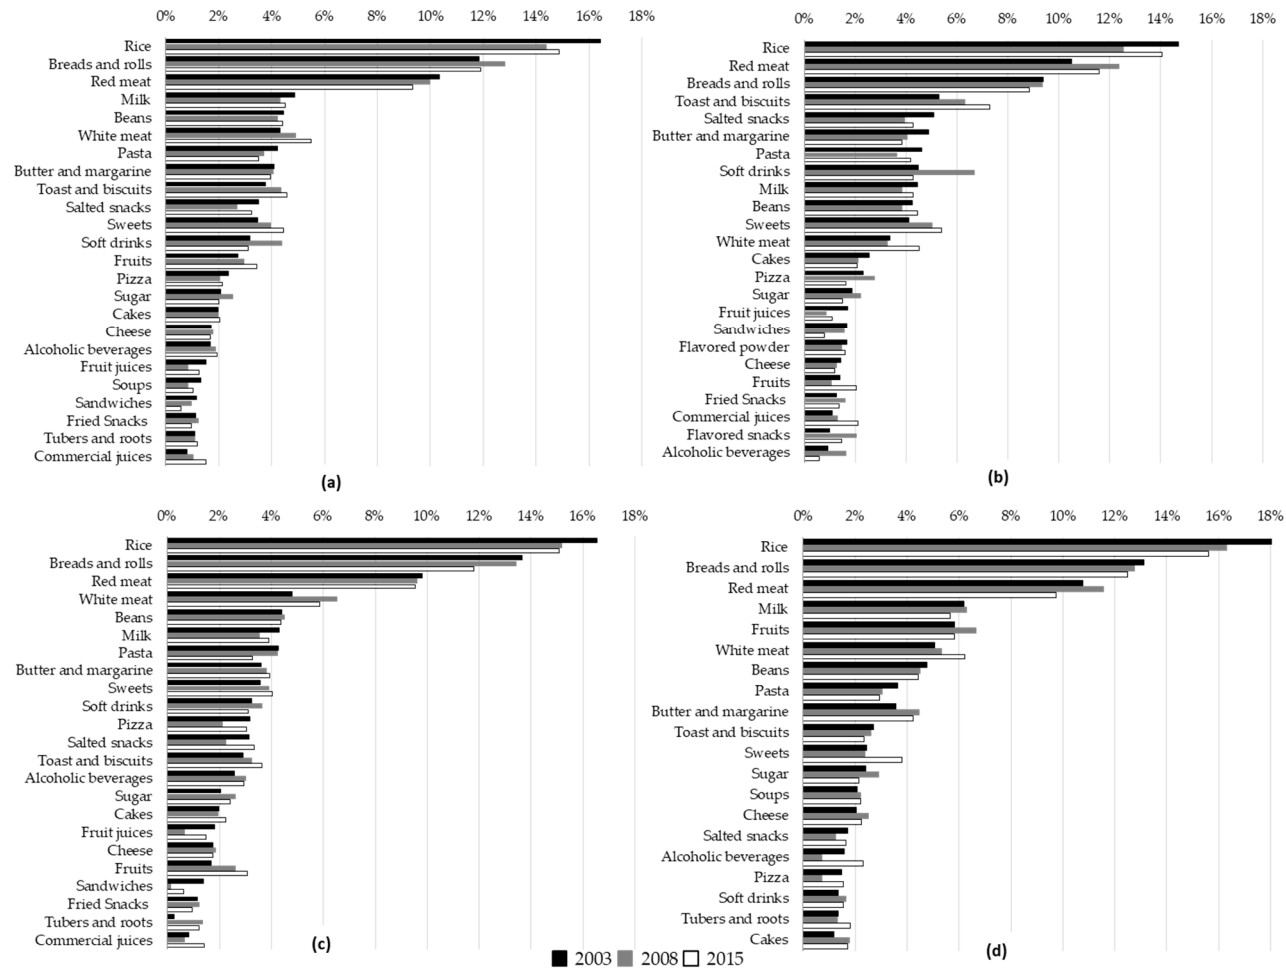 0% 2% 4% 6% 8% 10% 12% 14% 16% 18%
Rice
Breads and rolls
Red meat
Milk
Beans
White meat
Pasta
Butter and margarine
Toast and biscuits
Salted snacks
Sweets
Soft drinks
Fruits
Pizza
Sugar
Cakes
Cheese
Alcoholic beverages
Fruit juices
Soups
Sandwiches
Fried Snacks
Tubers and roots
Commercial juices
(a)
0% 2% 4% 6% 8% 10% 12% 14% 16% 18%
Rice
Red meat
Breads and rolls
Toast and biscuits
Salted snacks
Butter and margarine
Pasta
Soft drinks
Milk
Beans
Sweets
White meat
Cakes
Pizza
Sugar
Fruit juices
Sandwiches
Flavored powder
Cheese
Fruits
Fried Snacks
Commercial juices
Flavored snacks
Alcoholic beverages
(b)
0% 2% 4% 6% 8% 10% 12% 14% 16% 18%
Rice
Breads and rolls
Red meat
White meat
Beans
Milk
Pasta
Butter and margarine
Sweets
Soft drinks
Pizza
Salted snacks
Toast and biscuits
Alcoholic beverages
Sugar
Cakes
Fruit juices
Cheese
Fruits
Sandwiches
Fried Snacks
Tubers and roots
Commercial juices
(c)
0% 2% 4% 6% 8% 10% 12% 14% 16% 18%
Rice
Breads and rolls
Red meat
Milk
Fruits
White meat
Beans
Pasta
Butter and margarine
Toast and biscuits
Sweets
Sugar
Soups
Cheese
Salted snacks
Alcoholic beverages
Pizza
Soft drinks
Tubers and roots
Cakes
(d)
2003 2008 2015